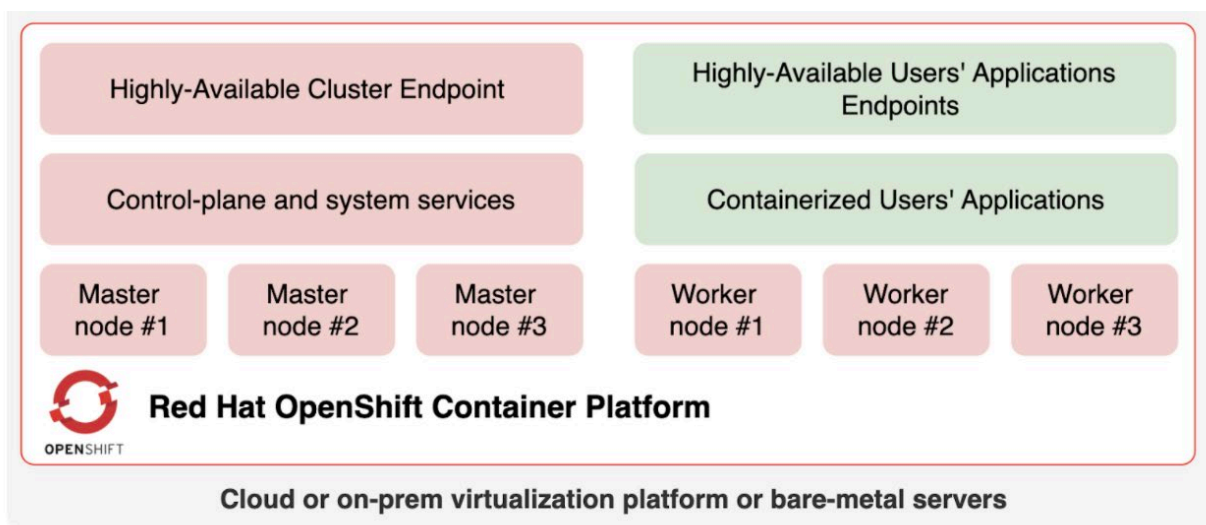 Highly-Available Cluster Endpoint
Highly-Available Users' Applications
Endpoints
Control-plane and system services
Containerized Users' Applications
Master
node #1
Master
node #2
Master
node #3
Worker
node #1
Worker
node #2
Worker
node #3
OPENSHIFT
Red Hat OpenShift Container Platform
Cloud or on-prem virtualization platform or bare-metal servers